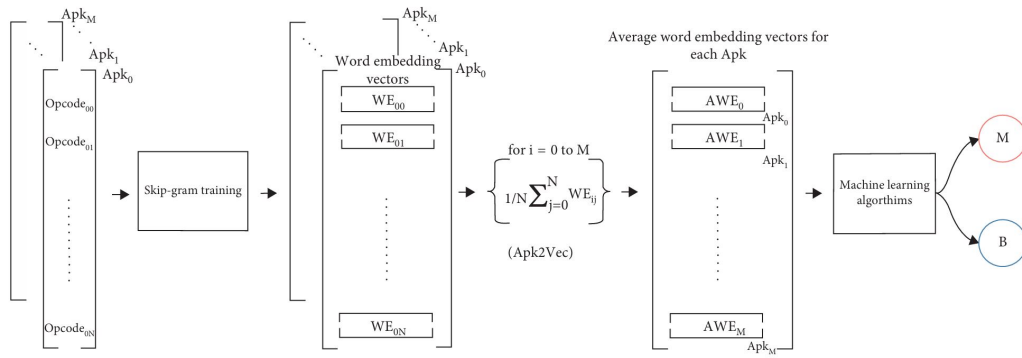 Apk_M
Apk_1
Apk_0
Opcode_00
Opcode_01
Opcode_0N
Skip-gram training
Apk_M
Apk_1
Apk_0
Word embedding
vectors
WE_00
WE_01
WE_0N
for i = 0 to M
1/N ∑_{j=0}^{N} WE_ij
(Apk2Vec)
Average word embedding vectors for
each Apk
AWE_0
Apk_0
AWE_1
Apk_1
AWE_M
Apk_M
Machine learning
algorthims
M
B